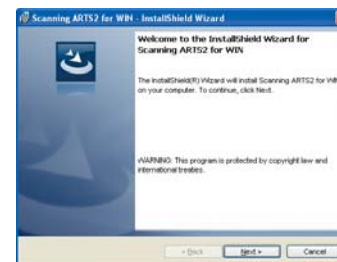 Scanning ARTS2 for WIN - InstallShield Wizard
Welcome to the InstallShield Wizard for
Scanning ARTS2 for WIN
The InstallShield(R) Wizard will install Scanning ARTS2 for WIN
on your computer. To continue, click Next.
WARNING: This program is protected by copyright law and
international treaties.
< Back
Next >
Cancel